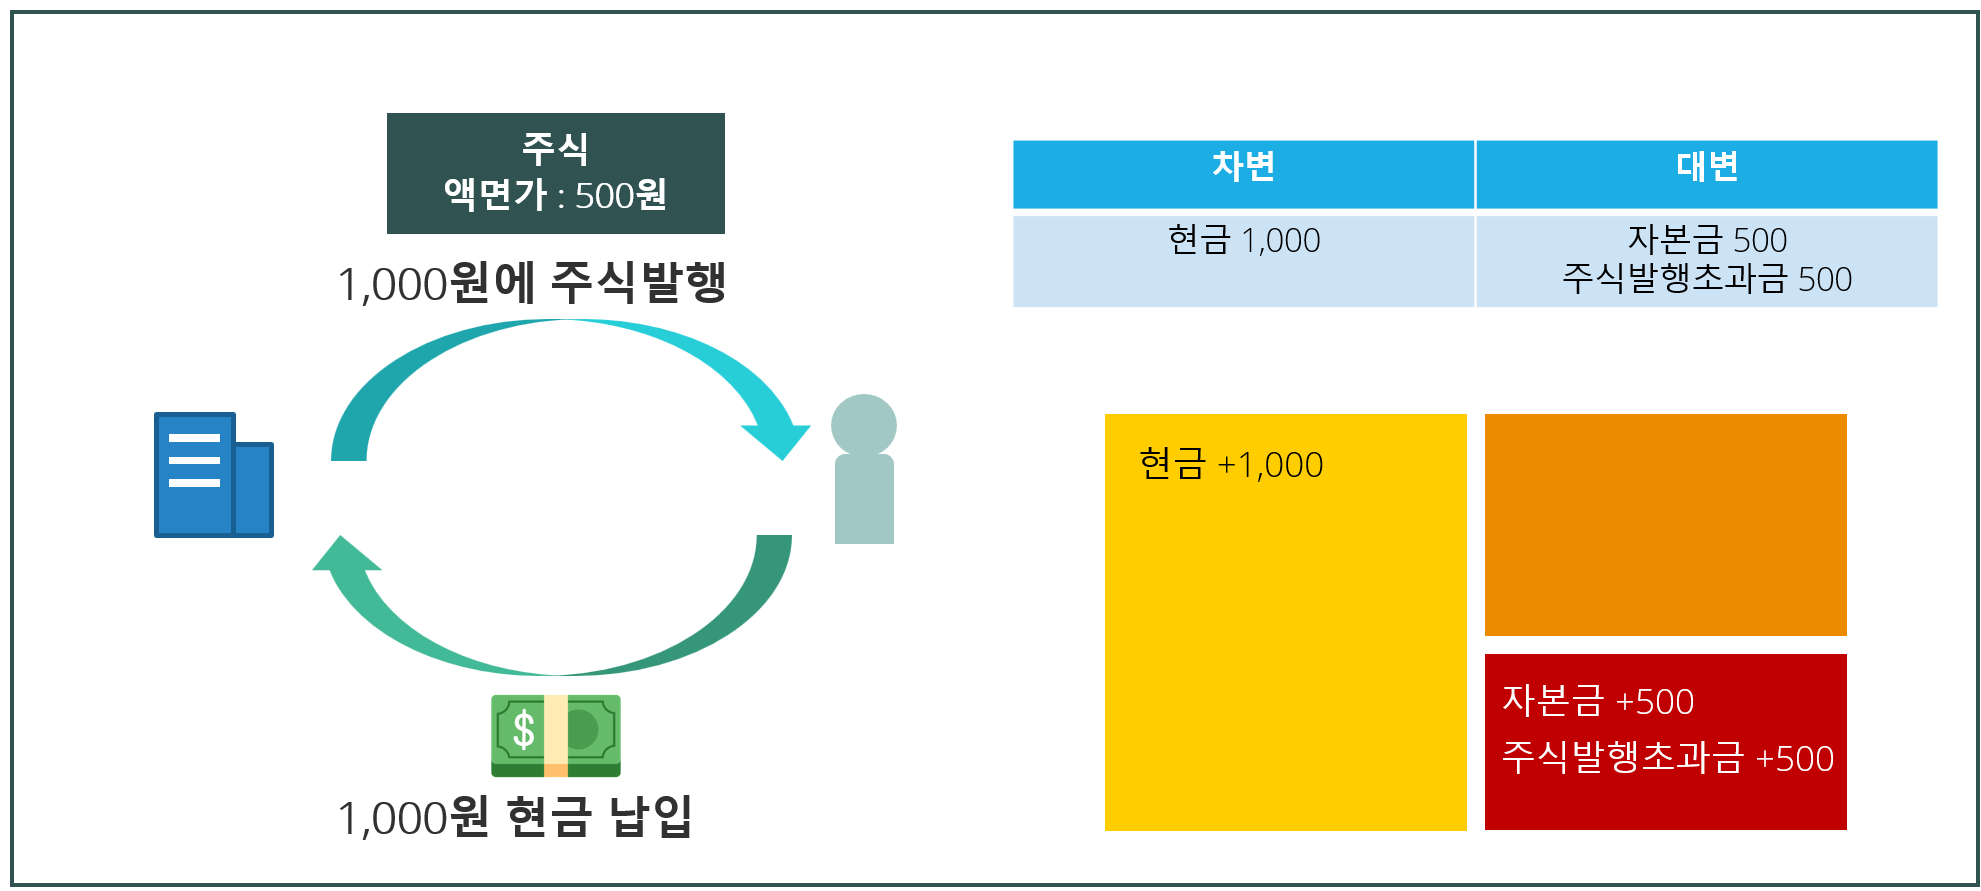 주식
액면가 : 500원
1,000원에 주식발행
$
1,000원 현금 납입
차변 대변
현금 1,000 자본금 500
주식발행초과금 500
현금 +1,000
자본금 +500
주식발행초과금 +500